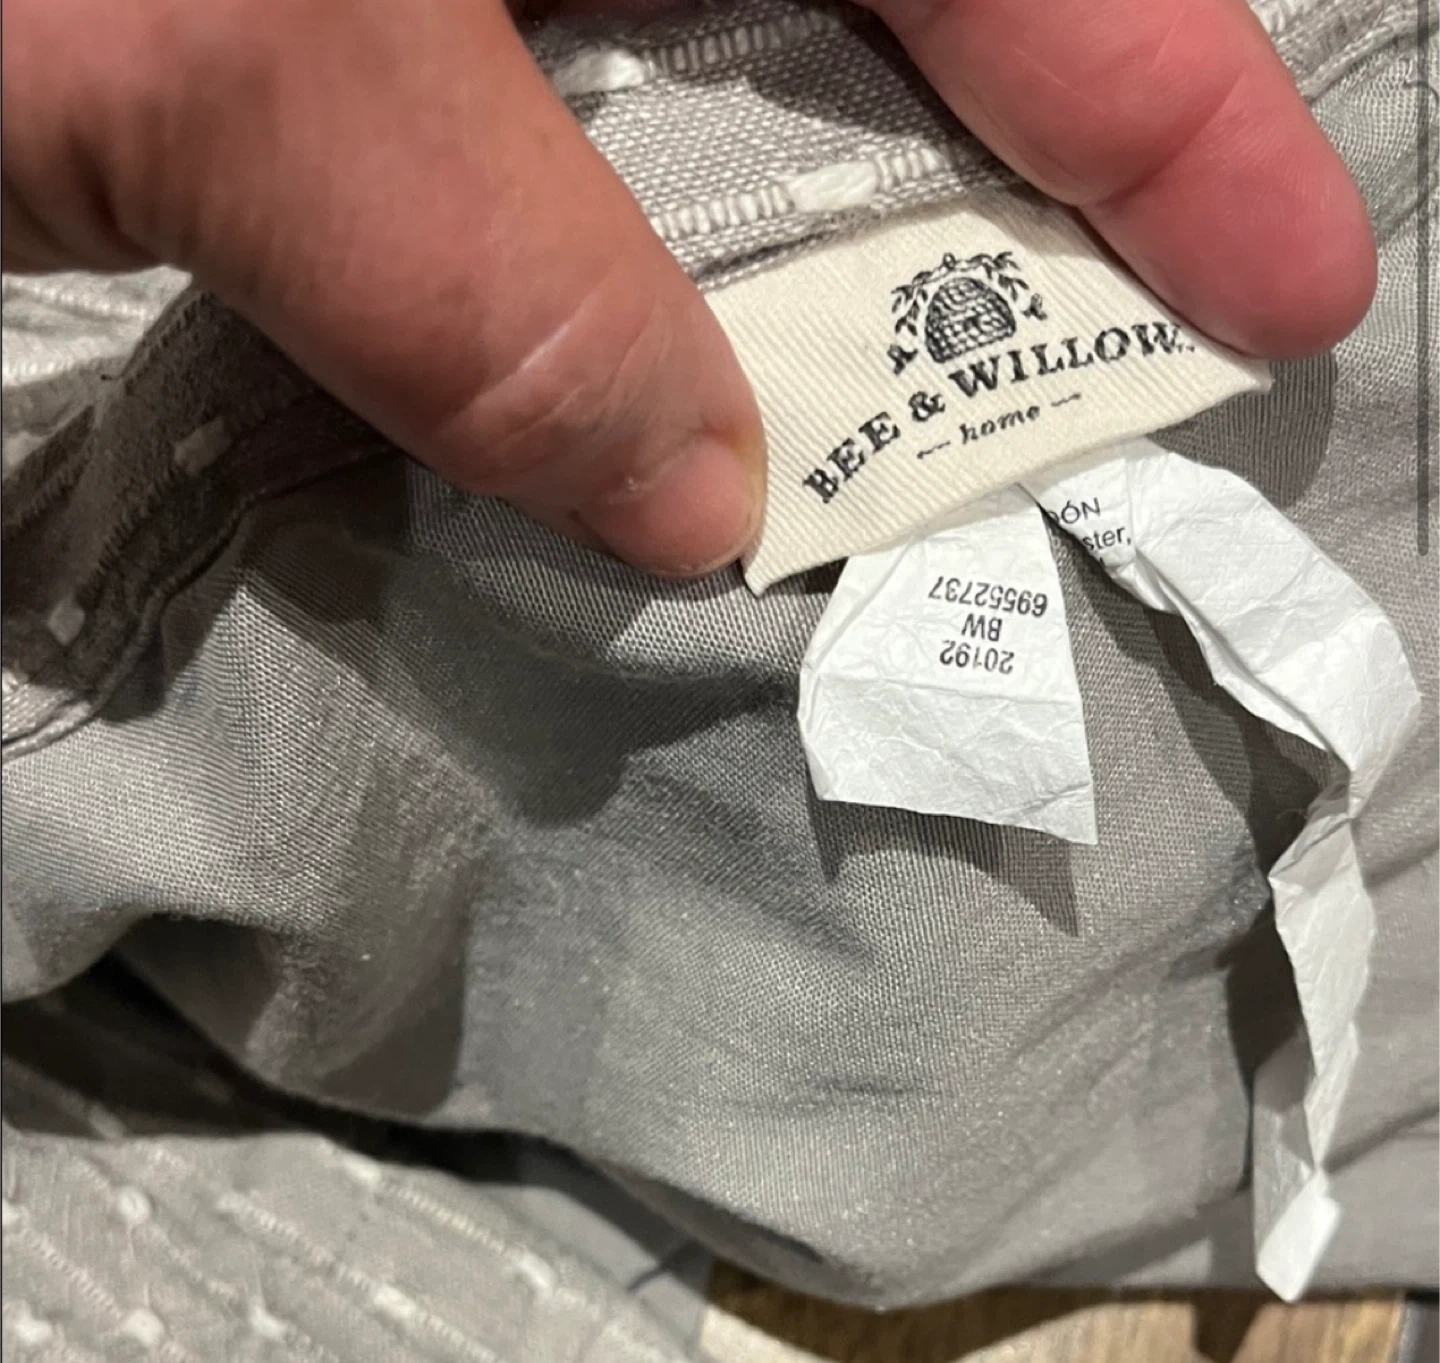 BEE & WILLOW
home
ÓN
ster,
69552737
BW
20192